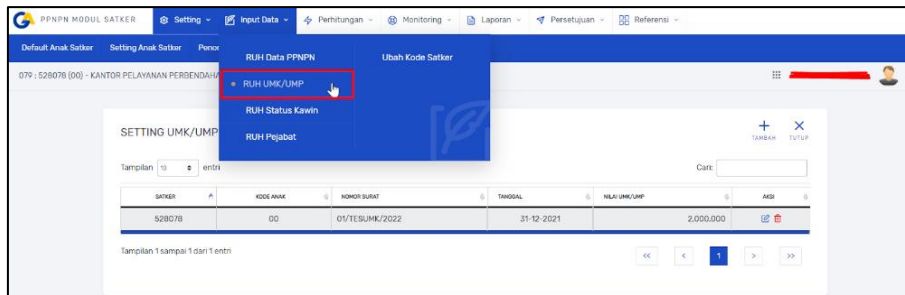 PPNPN MODUL SATKER Setting Input Data Perhitungan Monitoring Laporan Persetujuan Referensi
Default Anak Satker Setting Anak Satker
RUH Data PPNPN Ubah Kode Satker
079 : 528078 (00) - KANTOR PELAYANAN
RUH UMK/UMP
RUH Status Kawin
SETTING UMK/UMP
RUH Pejabat
TAMBAH TUTUP
Tampilan 10 entri Cari:
SATKER KODE ANAK NOMOR SURAT TANGGAL NILAI UMK/UMP AKSI
528078 00 01/TESUMK/2022 31-12-2021 2,000,000
Tampilan 1 sampai 1 dari 1 entri
<< < 1 > >>